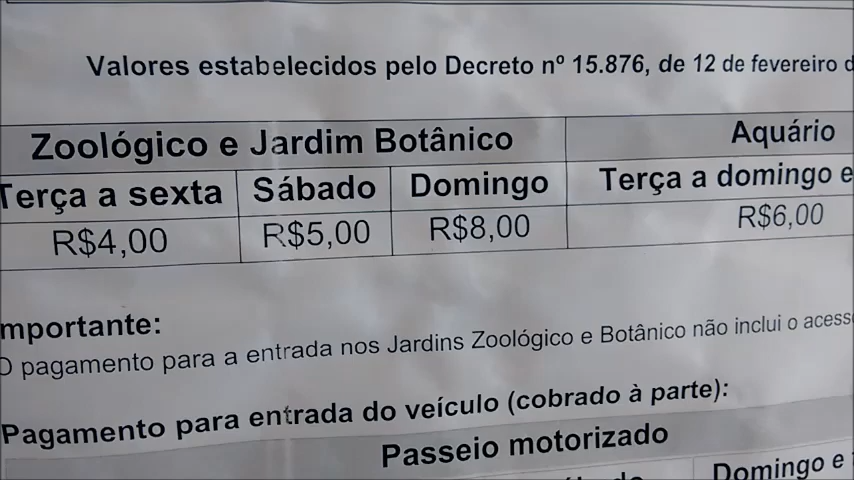 Valores estabelecidos pelo Decreto nº 15.876, de 12 de fevereiro d
Zoológico e Jardim Botânico Aquário
Terça a sexta Sábado Domingo Terça a domingo e
R$4,00 R$5,00 R$8,00 R$6,00
mportante:
O pagamento para a entrada nos Jardins Zoológico e Botânico não inclui o acesso
Pagamento para entrada do veículo (cobrado à parte):
Passeio motorizado
Domingo e